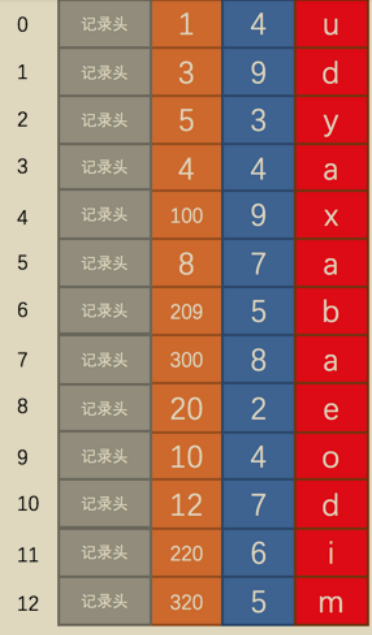 0 记录头 1 4 u
1 记录头 3 9 d
2 记录头 5 3 y
3 记录头 4 4 a
4 记录头 100 9 x
5 记录头 8 7 a
6 记录头 209 5 b
7 记录头 300 8 a
8 记录头 20 2 e
9 记录头 10 4 o
10 记录头 12 7 d
11 记录头 220 6 i
12 记录头 320 5 m